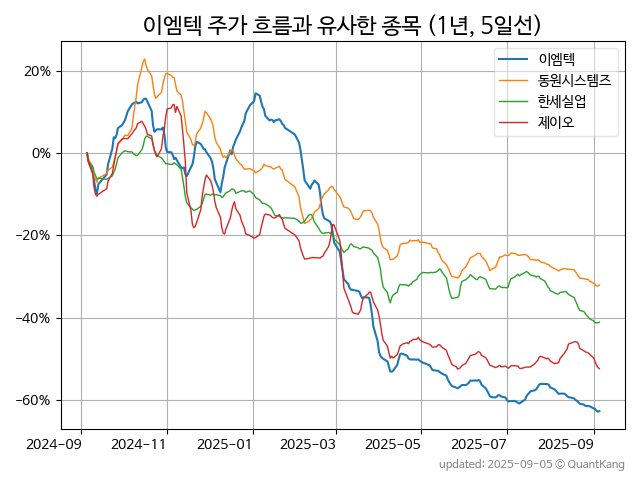 이엠텍 주가 흐름과 유사한 종목 (1년, 5일선)
이엠텍
동원시스템즈
한세실업
제이오
20%
0%
−20%
−40%
−60%
2024-09 2024-11 2025-01 2025-03 2025-05 2025-07 2025-09
updated: 2025-09-05 © QuantKang